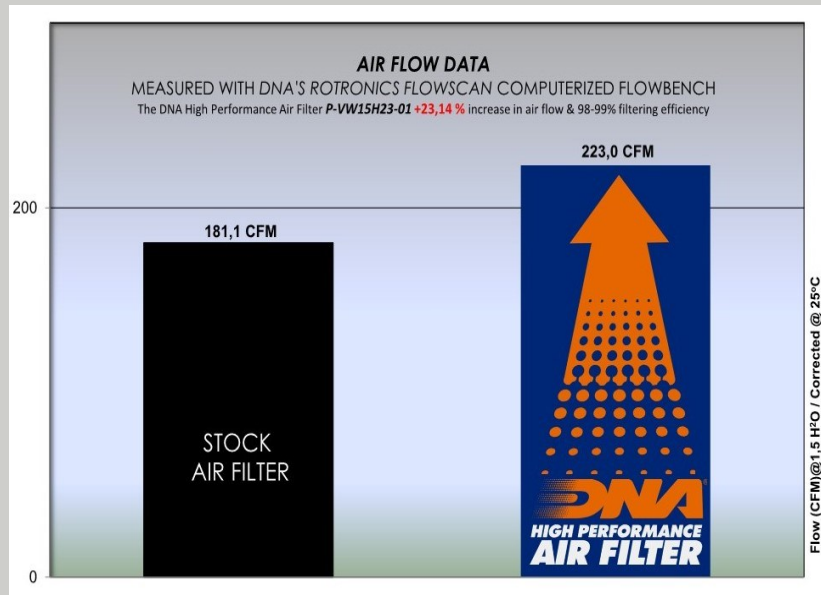 AIR FLOW DATA
MEASURED WITH DNA'S ROTRONICS FLOWSCAN COMPUTERIZED FLOWBENCH
The DNA High Performance Air Filter P-VW15H23-01 +23,14 % increase in air flow & 98-99% filtering efficiency
223,0 CFM
200
181,1 CFM
STOCK
AIR FILTER
DNA
HIGH PERFORMANCE
AIR FILTER
0
Flow (CFM)@1,5 H²O / Corrected @ 25ºC